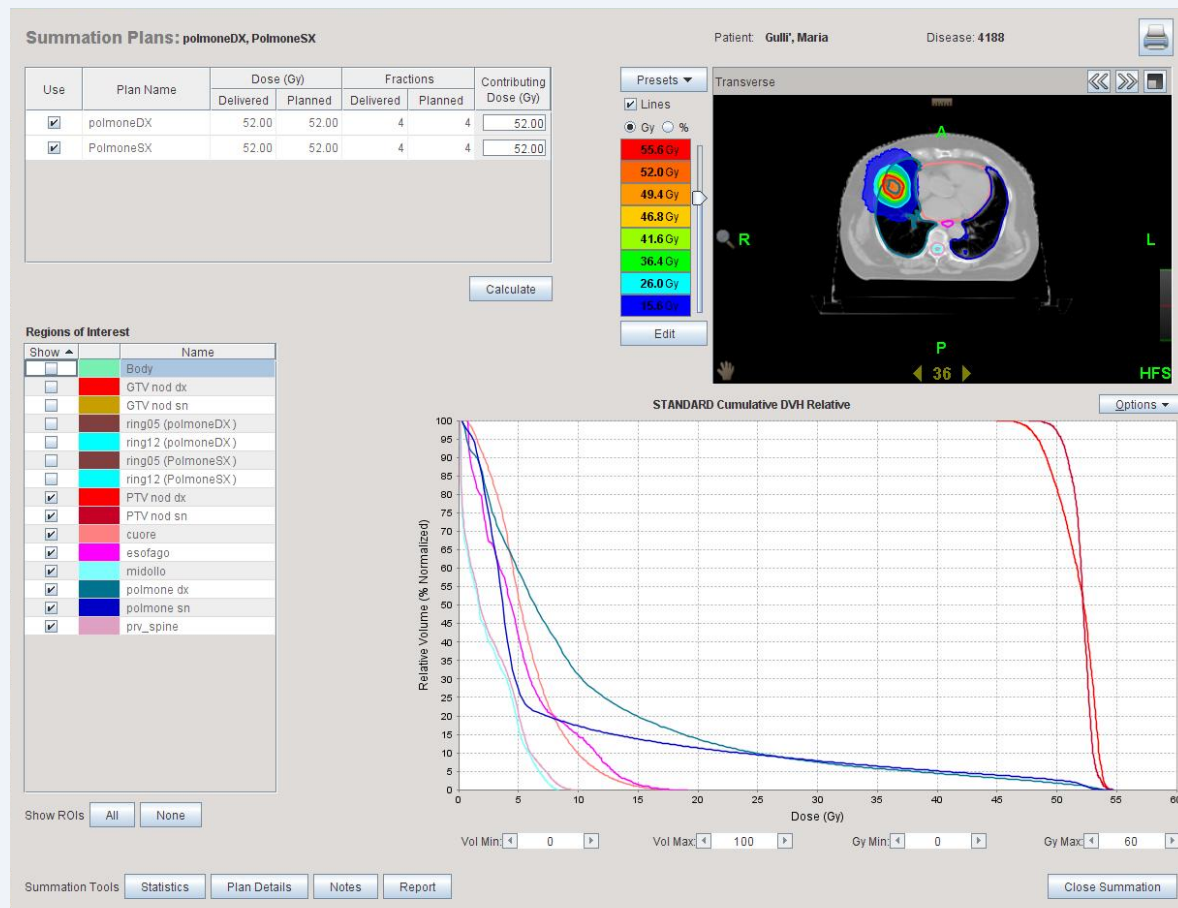 Summation Plans: polmoneDX, PolmoneSX
Patient: Gulli', Maria Disease: 4188
Use Plan Name Dose (Gy) Fractions Contributing Dose (Gy)
Delivered Planned Delivered Planned
polmoneDX 52.00 52.00 4 4 52.00
PolmoneSX 52.00 52.00 4 4 52.00
Calculate
Presets
Lines
Gy %
55.6 Gy
52.0 Gy
49.4 Gy
46.8 Gy
41.6 Gy
36.4 Gy
26.0 Gy
15.6 Gy
Edit
Transverse
A
R
L
P
36
HFS
Regions of Interest
Show Name
Body
GTV nod dx
GTV nod sn
ring05 (polmoneDX)
ring12 (polmoneDX)
ring05 (PolmoneSX)
ring12 (PolmoneSX)
PTV nod dx
PTV nod sn
cuore
esofago
midollo
polmone dx
polmone sn
prv_spine
Show ROIs All None
STANDARD Cumulative DVH Relative
Options
Relative Volume (% Normalized)
100
95
90
85
80
75
70
65
60
55
50
45
40
35
30
25
20
15
10
5
0
0 5 10 15 20 25 30 35 40 45 50 55 60
Dose (Gy)
Vol Min: 0 Vol Max: 100 Gy Min: 0 Gy Max: 60
Summation Tools Statistics Plan Details Notes Report
Close Summation